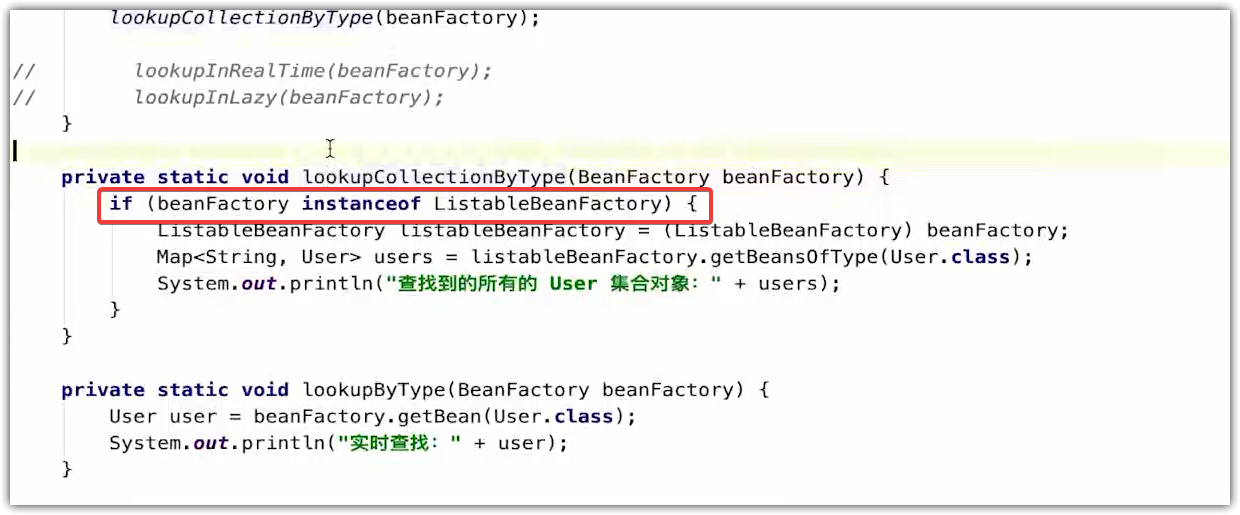 lookupCollectionByType(beanFactory);
// lookupInRealTime(beanFactory);
// lookupInLazy(beanFactory);
}
private static void lookupCollectionByType(BeanFactory beanFactory) {
if (beanFactory instanceof ListableBeanFactory) {
ListableBeanFactory listableBeanFactory = (ListableBeanFactory) beanFactory;
Map<String, User> users = listableBeanFactory.getBeansOfType(User.class);
System.out.println("查找到的所有的 User 集合对象：" + users);
}
}
private static void lookupByType(BeanFactory beanFactory) {
User user = beanFactory.getBean(User.class);
System.out.println("实时查找：" + user);
}